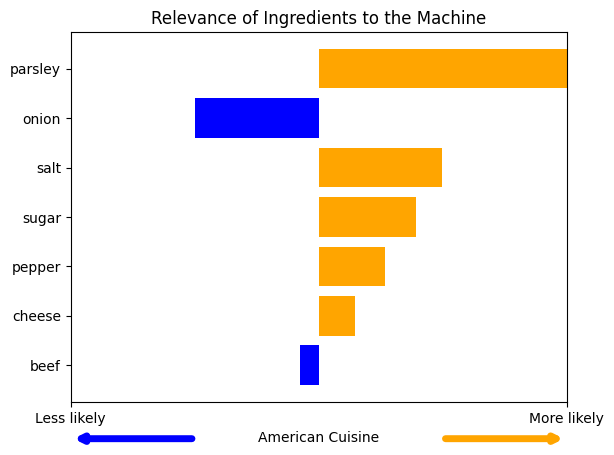 Relevance of Ingredients to the Machine
parsley
onion
salt
sugar
pepper
cheese
beef
Less likely More likely
American Cuisine